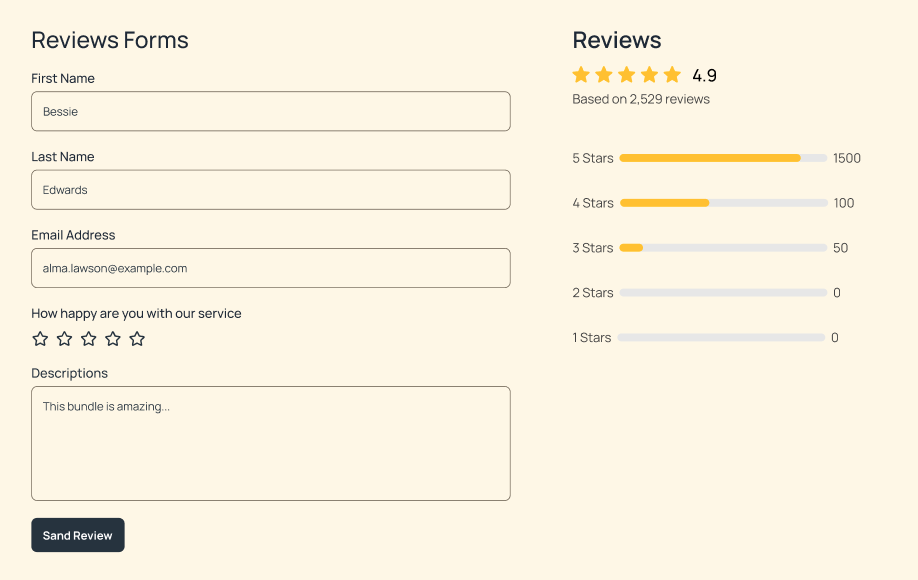 Reviews Forms
First Name
Bessie
Last Name
Edwards
Email Address
alma.lawson@example.com
How happy are you with our service
Descriptions
This bundle is amazing...
Sand Review
Reviews
4.9
Based on 2,529 reviews
5 Stars 1500
4 Stars 100
3 Stars 50
2 Stars 0
1 Stars 0